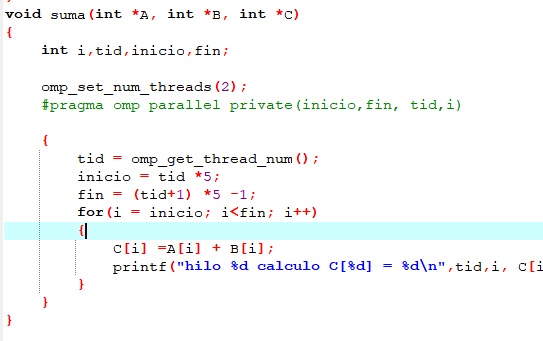 void suma(int *A, int *B, int *C)
{
int i,tid,inicio,fin;
omp_set_num_threads(2);
#pragma omp parallel private(inicio,fin, tid,i)
{
tid = omp_get_thread_num();
inicio = tid *5;
fin = (tid+1) *5 -1;
for(i = inicio; i<fin; i++)
{
C[i] =A[i] + B[i];
printf("hilo %d calculo C[%d] = %d\n",tid,i, C[i
}
}
}